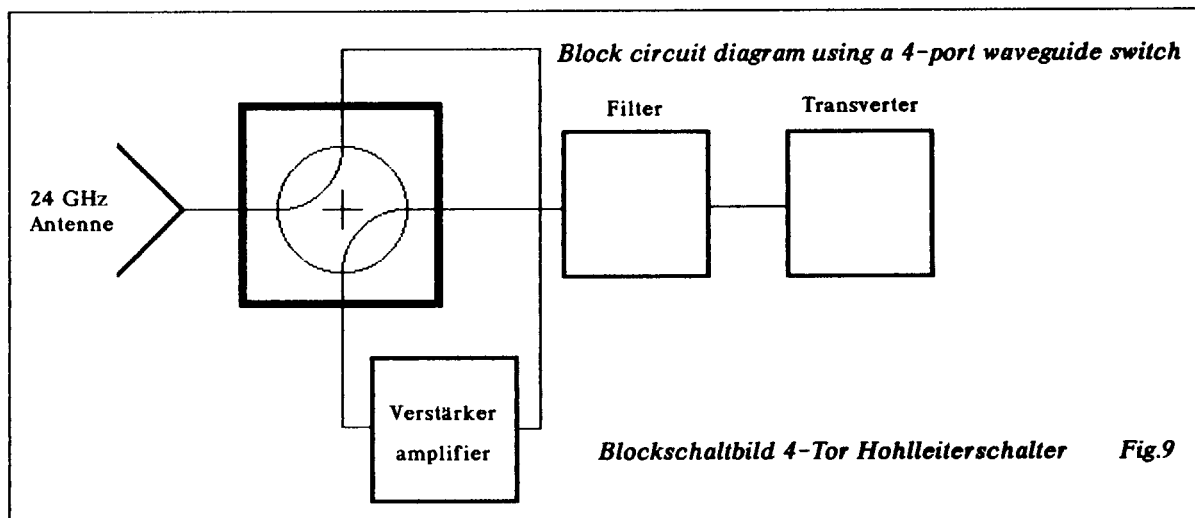 Block circuit diagram using a 4-port waveguide switch
Filter
Transverter
24 GHz
Antenne
Verstärker
amplifier
Blockschaltbild 4-Tor Hohlleiterschalter Fig.9